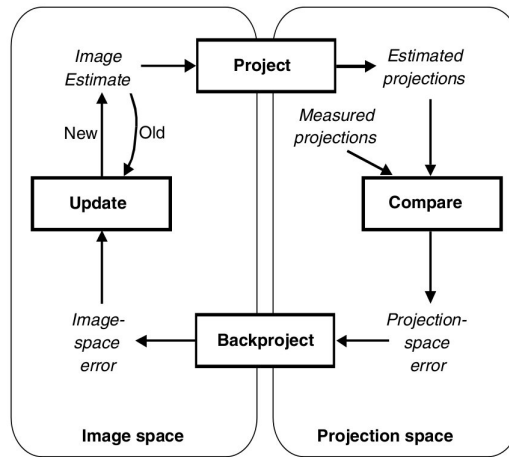 Image
Estimate
Project
Estimated
projections
Measured
projections
New
Old
Update
Compare
Image-
space
error
Backproject
Projection-
space
error
Image space
Projection space